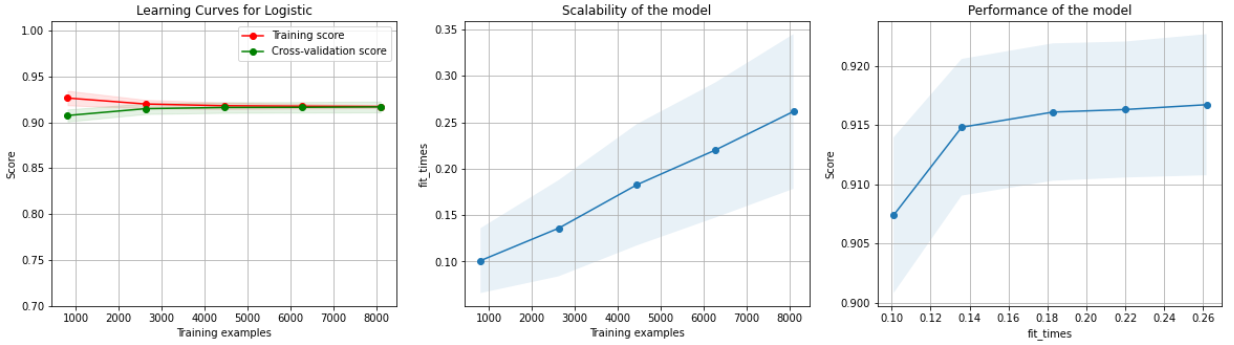 Learning Curves for Logistic
1.00
0.95
0.90
0.85
0.80
0.75
0.70
Score
Training score
Cross-validation score
1000 2000 3000 4000 5000 6000 7000 8000
Training examples
Scalability of the model
0.35
0.30
0.25
0.20
0.15
0.10
fit_times
1000 2000 3000 4000 5000 6000 7000 8000
Training examples
Performance of the model
0.920
0.915
0.910
0.905
0.900
Score
0.10 0.12 0.14 0.16 0.18 0.20 0.22 0.24 0.26
fit_times